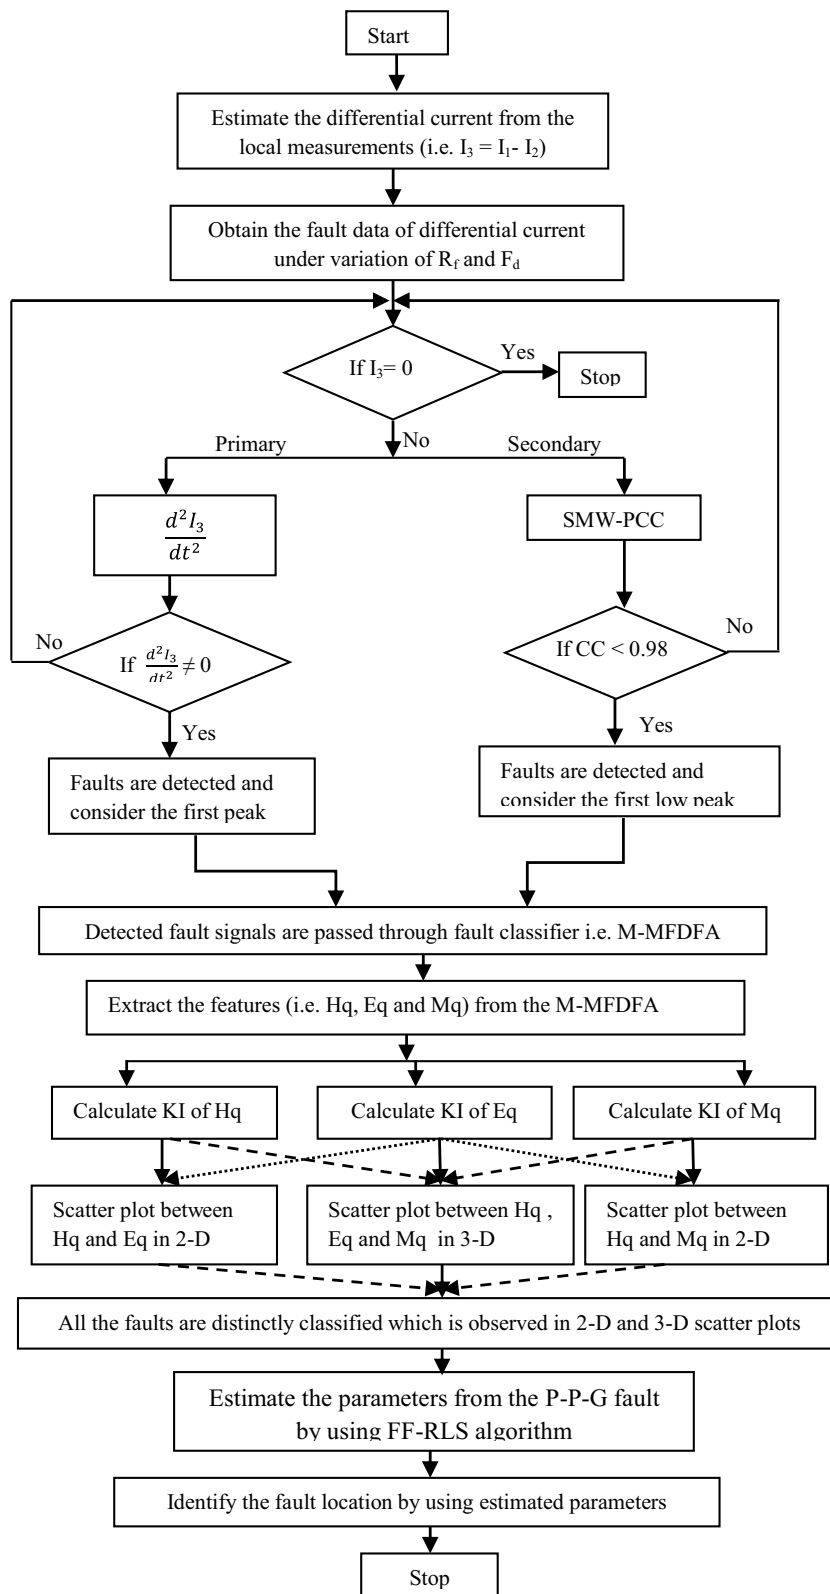 Start
Estimate the differential current from the
local measurements (i.e. I₃ = I₁- I₂)
Obtain the fault data of differential current
under variation of R_f and F_d
If I₃= 0
Yes
Stop
No
Primary
Secondary
d²I₃
dt²
SMW-PCC
No
If d²I₃/dt² ≠ 0
If CC < 0.98
No
Yes
Yes
Faults are detected and
consider the first peak
Faults are detected and
consider the first low peak
Detected fault signals are passed through fault classifier i.e. M-MFDFA
Extract the features (i.e. Hq, Eq and Mq) from the M-MFDFA
Calculate KI of Hq
Calculate KI of Eq
Calculate KI of Mq
Scatter plot between
Hq and Eq in 2-D
Scatter plot between Hq ,
Eq and Mq in 3-D
Scatter plot between
Hq and Mq in 2-D
All the faults are distinctly classified which is observed in 2-D and 3-D scatter plots
Estimate the parameters from the P-P-G fault
by using FF-RLS algorithm
Identify the fault location by using estimated parameters
Stop